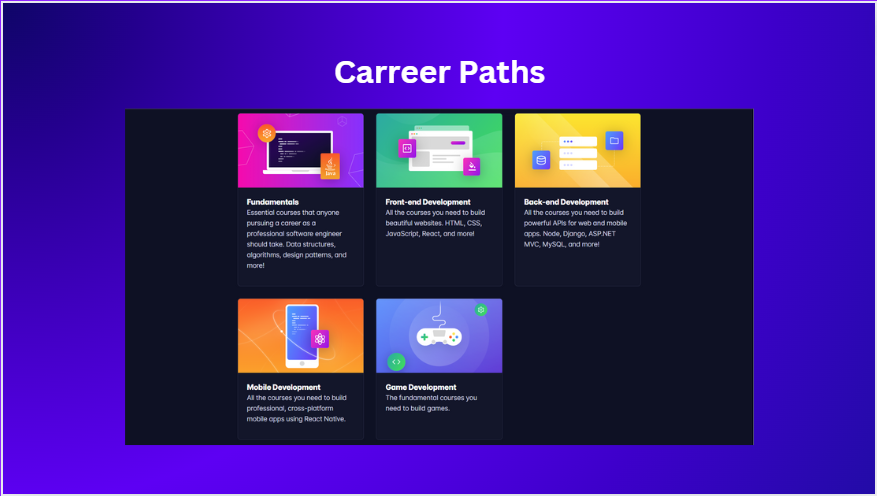 Carreer Paths
Java
Fundamentals
Essential courses that anyone
pursuing a career as a
professional software engineer
should take. Data structures,
algorithms, design patterns, and
more!
Front-end Development
All the courses you need to build
beautiful websites. HTML, CSS,
JavaScript, React, and more!
Back-end Development
All the courses you need to build
powerful APIs for web and mobile
apps. Node, Django, ASP.NET
MVC, MySQL, and more!
Mobile Development
All the courses you need to build
professional, cross-platform
mobile apps using React Native.
Game Development
The fundamental courses you
need to build games.